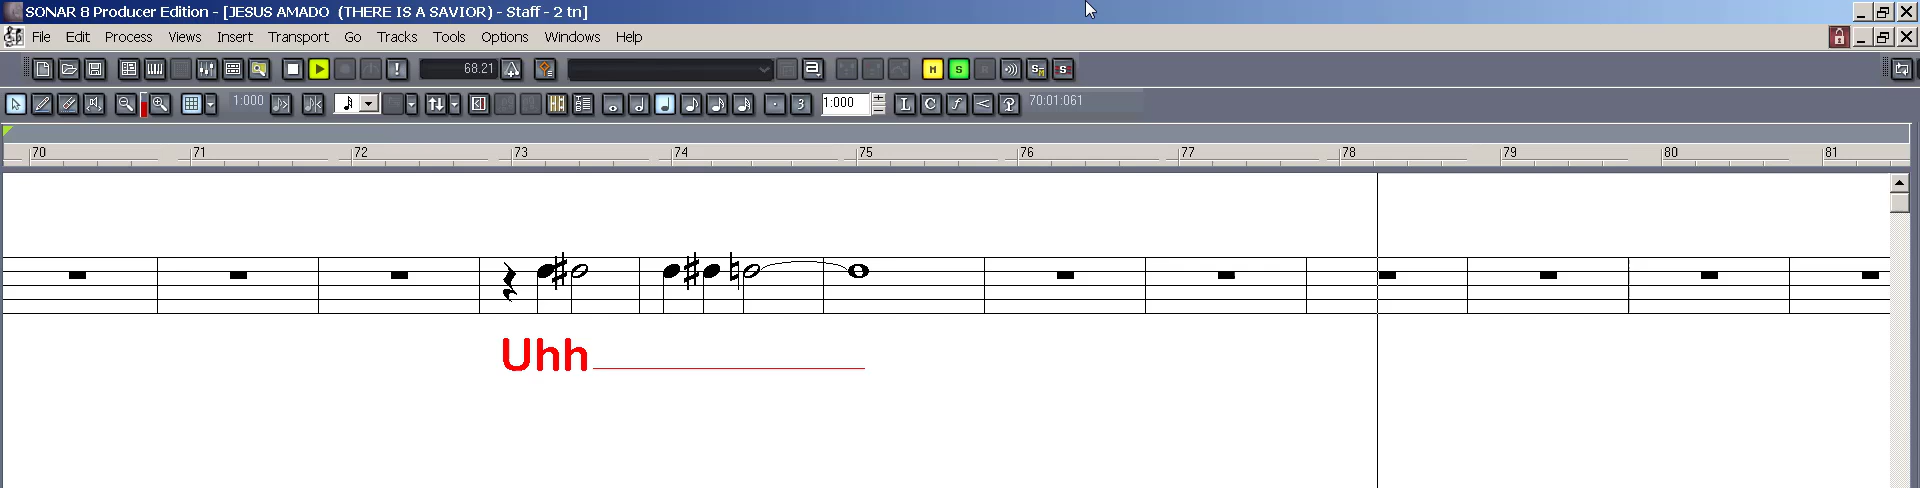 SONAR 8 Producer Edition - [JESUS AMADO  (THERE IS A SAVIOR) - Staff - 2 tn]
File Edit Process Views Insert Transport Go Tracks Tools Options Windows Help
68.21 M S R
1:000 3 1:000 L C f < P 70:01:061
70 71 72 73 74 75 76 77 78 79 80 81
Uhh